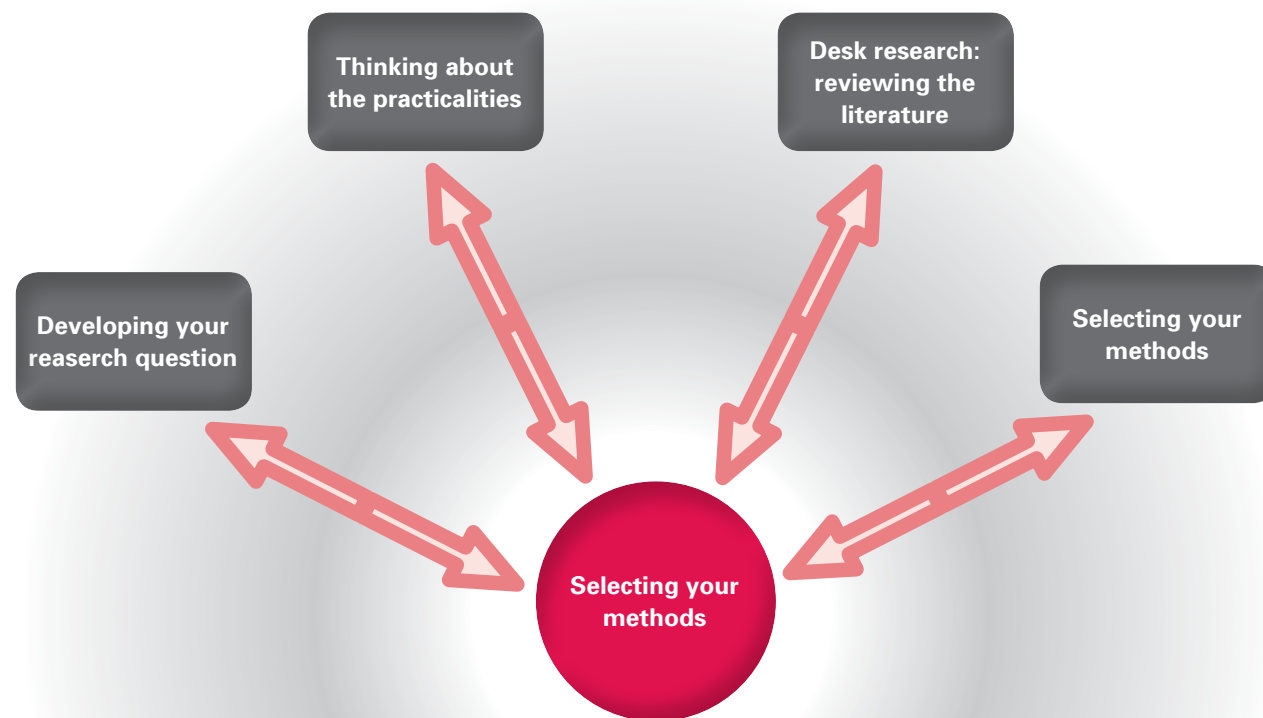 Thinking about
the practicalities
Desk research:
reviewing the
literature
Developing your
reaserch question
Selecting your
methods
Selecting your
methods